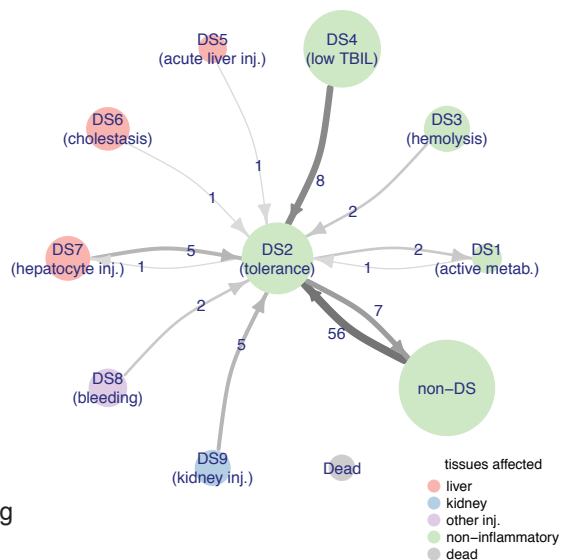 DS5
(acute liver inj.)
DS4
(low TBIL)
DS6
(cholestasis)
DS3
(hemolysis)
1
1
8
2
DS7
(hepatocyte inj.)
5
1
DS2
(tolerance)
2
1
DS1
(active metab.)
2
7
56
5
DS8
(bleeding)
non−DS
DS9
(kidney inj.)
Dead
tissues affected
liver
kidney
other inj.
non−inflammatory
dead
g